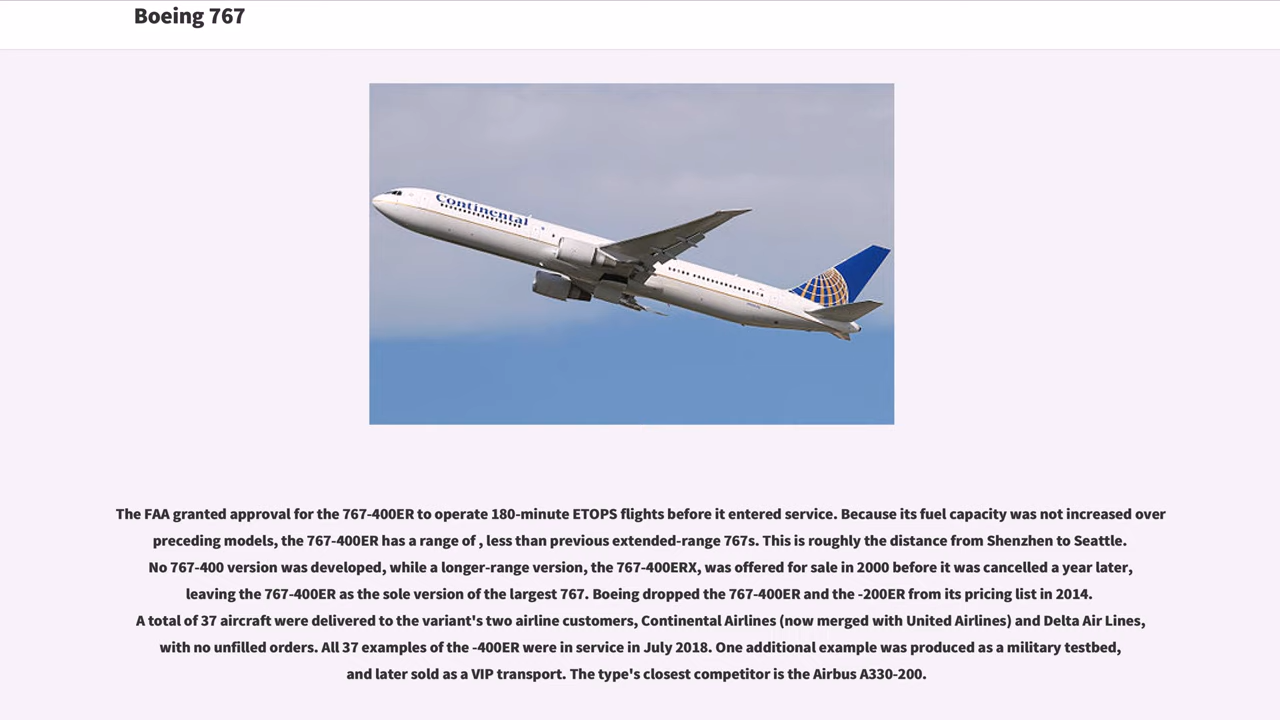 Boeing 767
Continental
The FAA granted approval for the 767-400ER to operate 180-minute ETOPS flights before it entered service. Because its fuel capacity was not increased over
preceding models, the 767-400ER has a range of , less than previous extended-range 767s. This is roughly the distance from Shenzhen to Seattle.
No 767-400 version was developed, while a longer-range version, the 767-400ERX, was offered for sale in 2000 before it was cancelled a year later,
leaving the 767-400ER as the sole version of the largest 767. Boeing dropped the 767-400ER and the -200ER from its pricing list in 2014.
A total of 37 aircraft were delivered to the variant's two airline customers, Continental Airlines (now merged with United Airlines) and Delta Air Lines,
with no unfilled orders. All 37 examples of the -400ER were in service in July 2018. One additional example was produced as a military testbed,
and later sold as a VIP transport. The type's closest competitor is the Airbus A330-200.